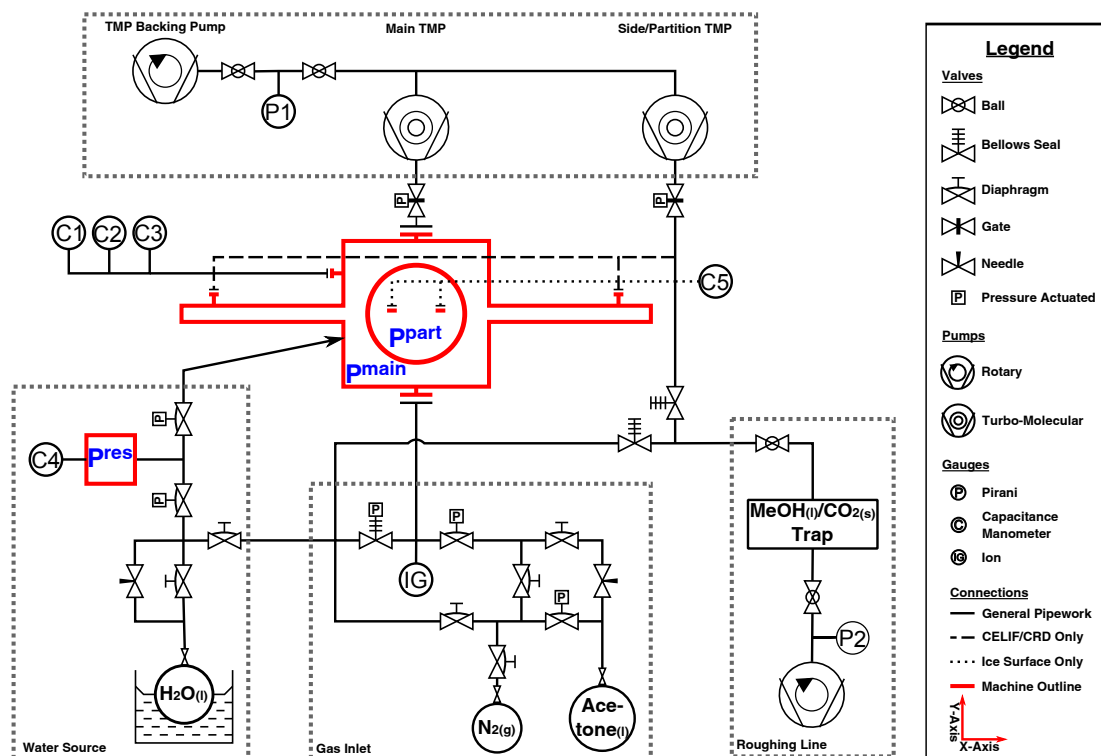 TMP Backing Pump
Main TMP
Side/Partition TMP
P1
P
P
C1
C2
C3
C5
Ppart
Pmain
P
C4
Pres
P
H2O(l)
Water Source
P
P
IG
P
N2(g)
Ace-
tone(l)
Gas Inlet
MeOH(l)/CO2(s)
Trap
P2
Roughing Line
Legend
Valves
Ball
Bellows Seal
Diaphragm
Gate
Needle
P Pressure Actuated
Pumps
Rotary
Turbo-Molecular
Gauges
P Pirani
C Capacitance
Manometer
IG Ion
Connections
General Pipework
CELIF/CRD Only
Ice Surface Only
Machine Outline
Y-Axis
X-Axis